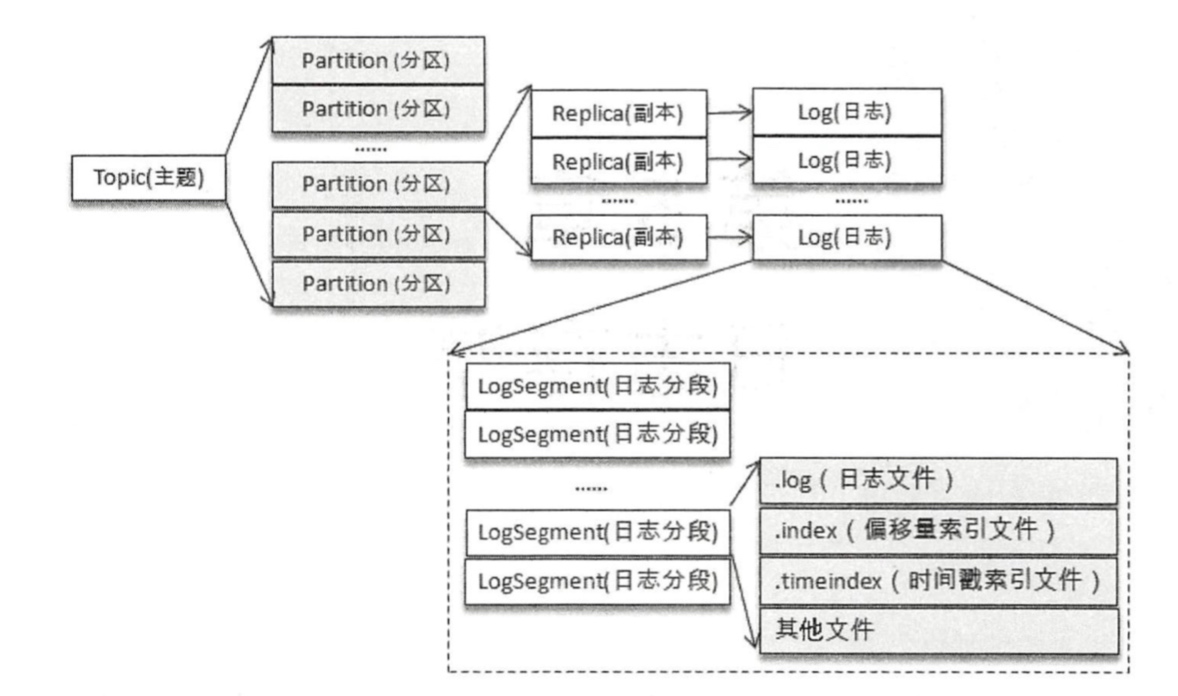 Topic(主题)
Partition (分区)
Partition (分区)
......
Partition (分区)
Partition (分区)
Partition (分区)
Replica(副本)
Replica(副本)
......
Replica(副本)
Log(日志)
Log(日志)
......
Log(日志)
LogSegment(日志分段)
LogSegment(日志分段)
......
LogSegment(日志分段)
LogSegment(日志分段)
.log（日志文件）
.index（偏移量索引文件）
.timeindex（时间戳索引文件）
其他文件